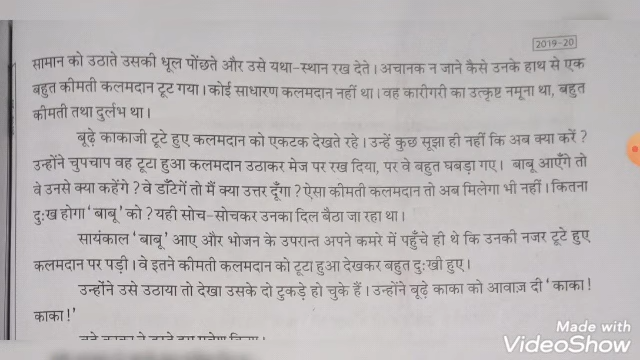 2019-20
सामान को उठाते उसकी धूल पोंछते और उसे यथा-स्थान रख देते। अचानक न जाने कैसे उनके हाथ से एक
बहुत कीमती कलमदान टूट गया। कोई साधारण कलमदान नहीं था। वह कारीगरी का उत्कृष्ट नमूना था, बहुत
कीमती तथा दुर्लभ था।
बूढ़े काकाजी टूटे हुए कलमदान को एकटक देखते रहे। उन्हें कुछ सूझा ही नहीं कि अब क्या करें ?
उन्होंने चुपचाप वह टूटा हुआ कलमदान उठाकर मेज पर रख दिया, पर वे बहुत घबड़ा गए। बाबू आएँगे तो
वे उनसे क्या कहेंगे ? वे डाँटेगें तो मैं क्या उत्तर दूँगा ? ऐसा कीमती कलमदान तो अब मिलेगा भी नहीं। कितना
दुःख होगा 'बाबू' को ? यही सोच-सोचकर उनका दिल बैठा जा रहा था।
सायंकाल 'बाबू' आए और भोजन के उपरान्त अपने कमरे में पहुँचे ही थे कि उनकी नजर टूटे हुए
कलमदान पर पड़ी। वे इतने कीमती कलमदान को टूटा हुआ देखकर बहुत दुःखी हुए।
उन्होंने उसे उठाया तो देखा उसके दो टुकड़े हो चुके हैं। उन्होंने बूढ़े काका को आवाज़ दी 'काका!
काका!'
Made with
VideoShow